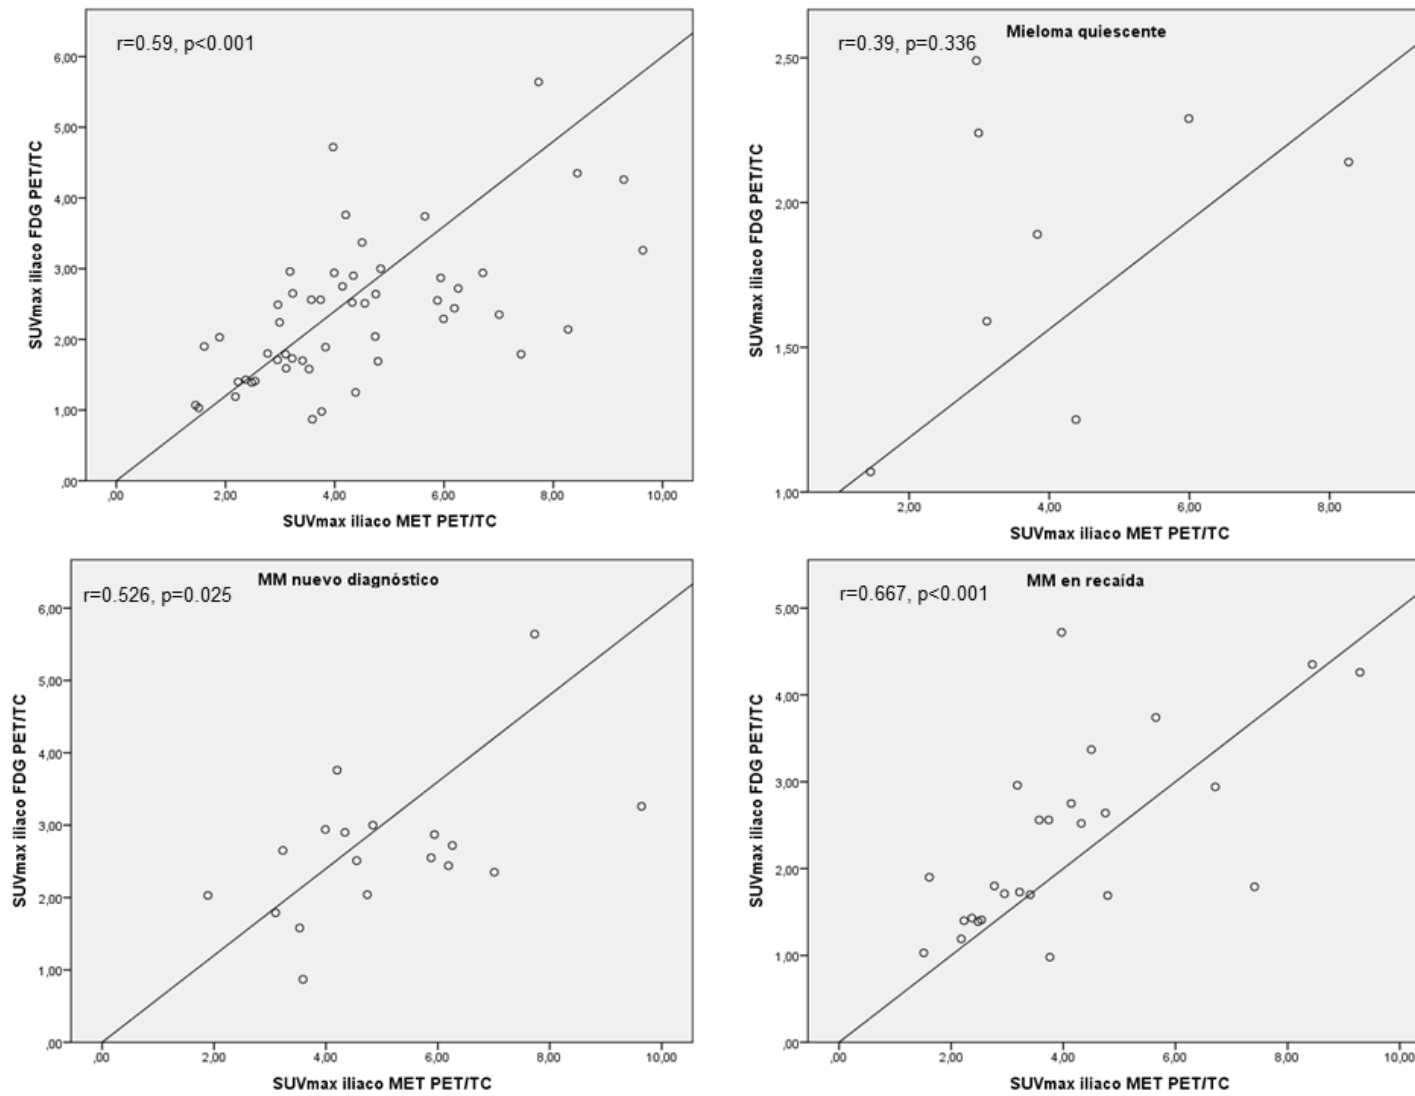 r=0.59, p<0.001
6,00
5,00
4,00
3,00
2,00
1,00
,00
SUVmax iliaco FDG PET/TC
,00 2,00 4,00 6,00 8,00 10,00
SUVmax iliaco MET PET/TC
r=0.39, p=0.336
Mieloma quiescente
2,50
2,00
1,50
1,00
SUVmax iliaco FDG PET/TC
2,00 4,00 6,00 8,00
SUVmax iliaco MET PET/TC
MM nuevo diagnóstico
r=0.526, p=0.025
6,00
5,00
4,00
3,00
2,00
1,00
,00
SUVmax iliaco FDG PET/TC
,00 2,00 4,00 6,00 8,00 10,00
SUVmax iliaco MET PET/TC
MM en recaída
r=0.667, p<0.001
5,00
4,00
3,00
2,00
1,00
,00
SUVmax iliaco FDG PET/TC
,00 2,00 4,00 6,00 8,00 10,00
SUVmax iliaco MET PET/TC